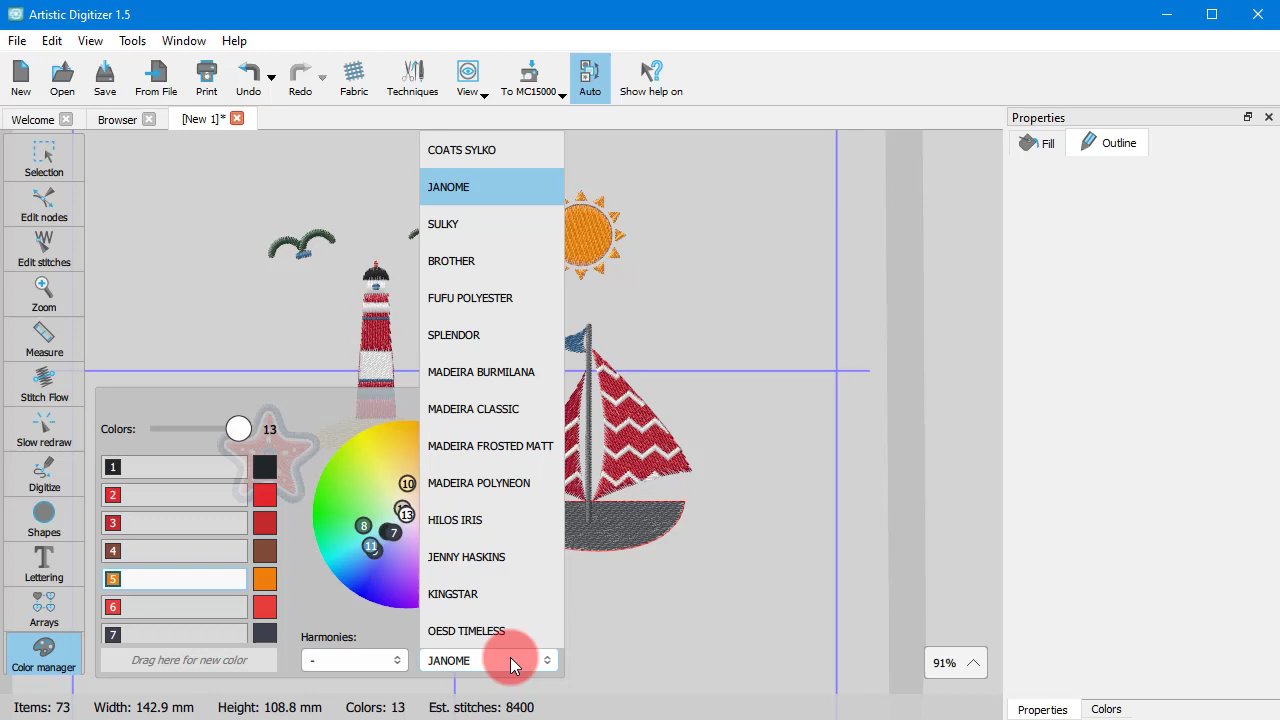 Artistic Digitizer 1.5
File Edit View Tools Window Help
New Open Save From File Print Undo Redo Fabric Techniques View To MC15000 Auto Show help on
Welcome Browser [New 1]*
Properties
Fill Outline
Selection
Edit nodes
Edit stitches
Zoom
Measure
Stitch Flow
Slow redraw
Digitize
Shapes
Lettering
Arrays
Color manager
Colors: 13
1
2
3
4
5
6
7
Drag here for new color
10
13
8
7
11
Harmonies:
-
COATS SYLKO
JANOME
SULKY
BROTHER
FUFU POLYESTER
SPLENDOR
MADEIRA BURMILANA
MADEIRA CLASSIC
MADEIRA FROSTED MATT
MADEIRA POLYNEON
HILOS IRIS
JENNY HASKINS
KINGSTAR
OESD TIMELESS
JANOME
91%
Items: 73 Width: 142.9 mm Height: 108.8 mm Colors: 13 Est. stitches: 8400
Properties Colors